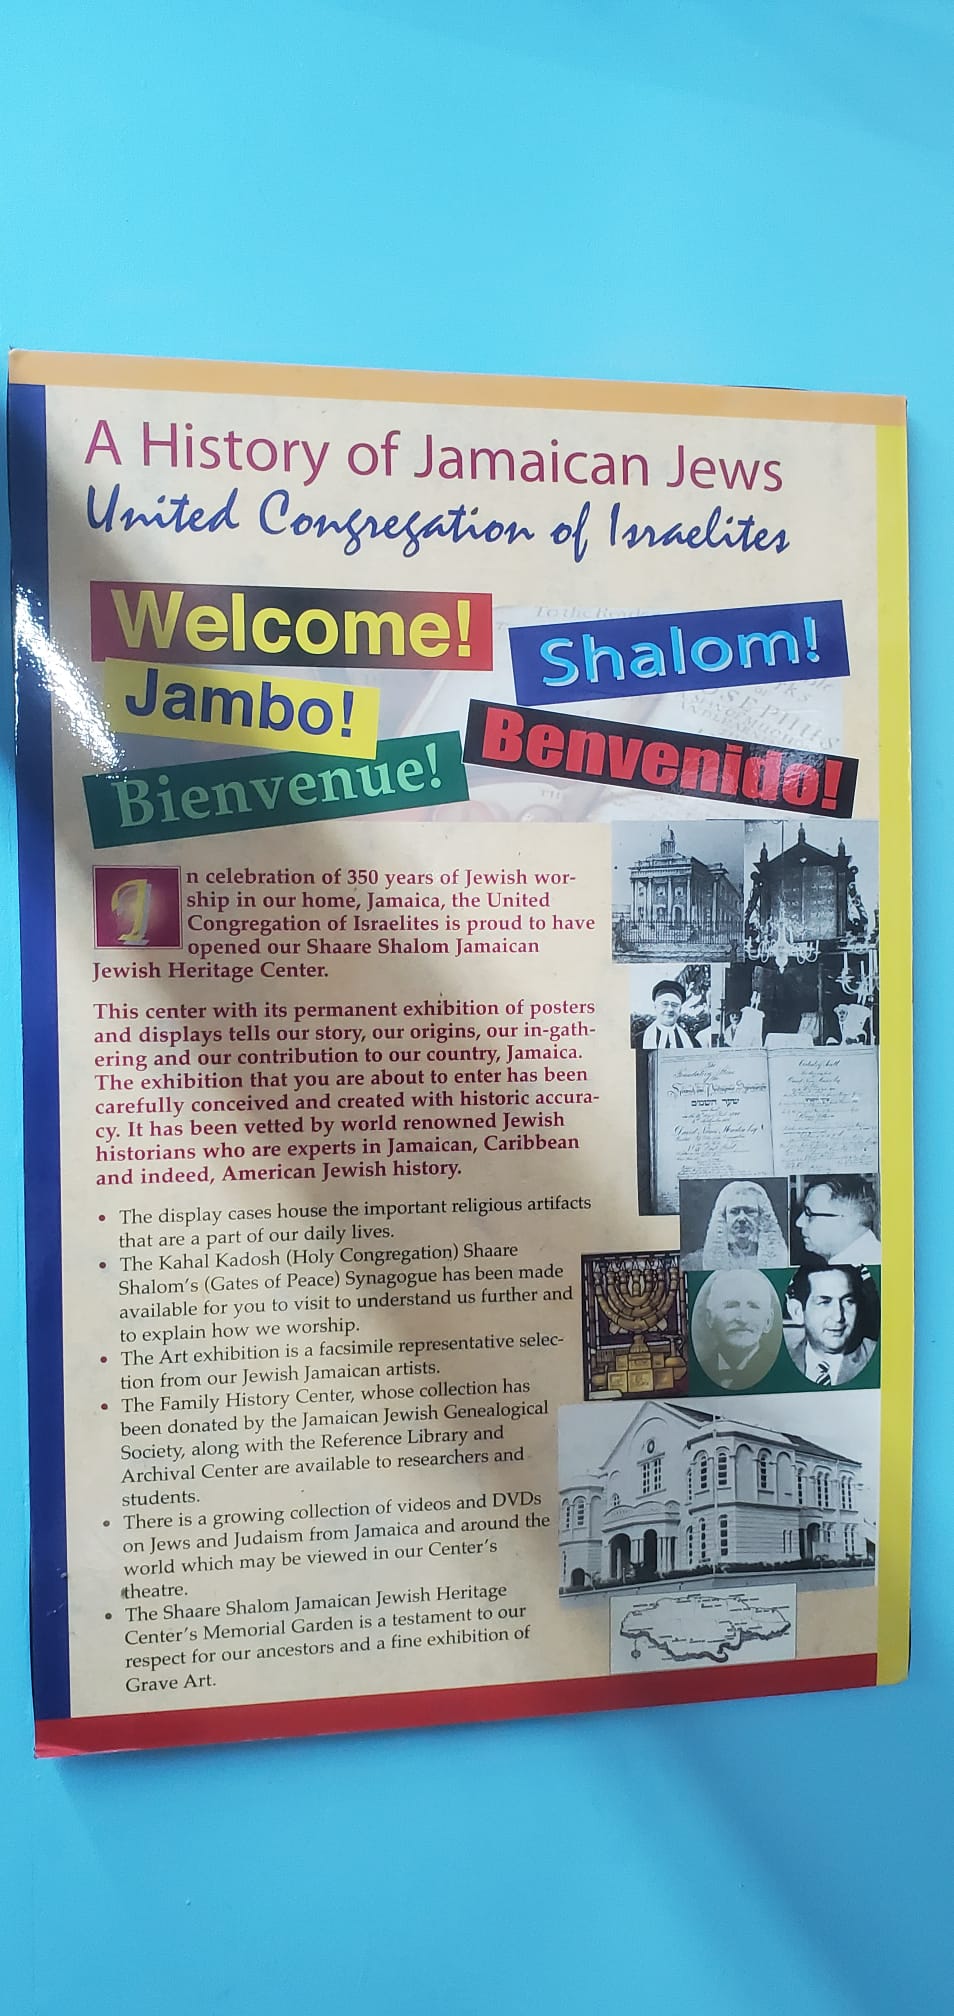 A History of Jamaican Jews
United Congregation of Israelites
Welcome!
Shalom!
Jambo!
Benvenido!
Bienvenue!
In celebration of 350 years of Jewish wor-
ship in our home, Jamaica, the United
Congregation of Israelites is proud to have
opened our Shaare Shalom Jamaican
Jewish Heritage Center.
This center with its permanent exhibition of posters
and displays tells our story, our origins, our in-gath-
ering and our contribution to our country, Jamaica.
The exhibition that you are about to enter has been
carefully conceived and created with historic accura-
cy. It has been vetted by world renowned Jewish
historians who are experts in Jamaican, Caribbean
and indeed, American Jewish history.
• The display cases house the important religious artifacts
that are a part of our daily lives.
• The Kahal Kadosh (Holy Congregation) Shaare
Shalom's (Gates of Peace) Synagogue has been made
available for you to visit to understand us further and
to explain how we worship.
• The Art exhibition is a facsimile representative selec-
tion from our Jewish Jamaican artists.
• The Family History Center, whose collection has
been donated by the Jamaican Jewish Genealogical
Society, along with the Reference Library and
Archival Center are available to researchers and
students.
• There is a growing collection of videos and DVDs
on Jews and Judaism from Jamaica and around the
world which may be viewed in our Center's
theatre.
• The Shaare Shalom Jamaican Jewish Heritage
Center's Memorial Garden is a testament to our
respect for our ancestors and a fine exhibition of
Grave Art.